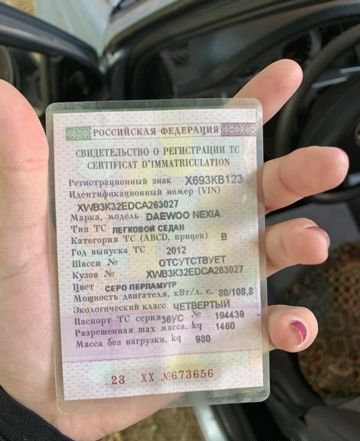 РОССИЙСКАЯ ФЕДЕРАЦИЯ
СВИДЕТЕЛЬСТВО О РЕГИСТРАЦИИ ТС
CERTIFICAT D'IMMATRICULATION
Регистрационный знак Х693КВ123
Идентификационный номер (VIN)
XWB3K32EDCA263027
Марка, модель DAEWOO NEXIA
Тип ТС ЛЕГКОВОЙ СЕДАН
Категория ТС (ABCD, прицеп) B
Год выпуска ТС 2012
Шасси № ОТСУТСТВУЕТ
Кузов № XWB3K32EDCA263027
Цвет СЕРО ПЕРЛАМУТР
Мощность двигателя, кВт/л. с. 80/108,8
Экологический класс ЧЕТВЕРТЫЙ
Паспорт ТС серия 36УС № 194439
Разрешенная max масса, kg 1460
Масса без нагрузки, kg 980
23 XX №673656